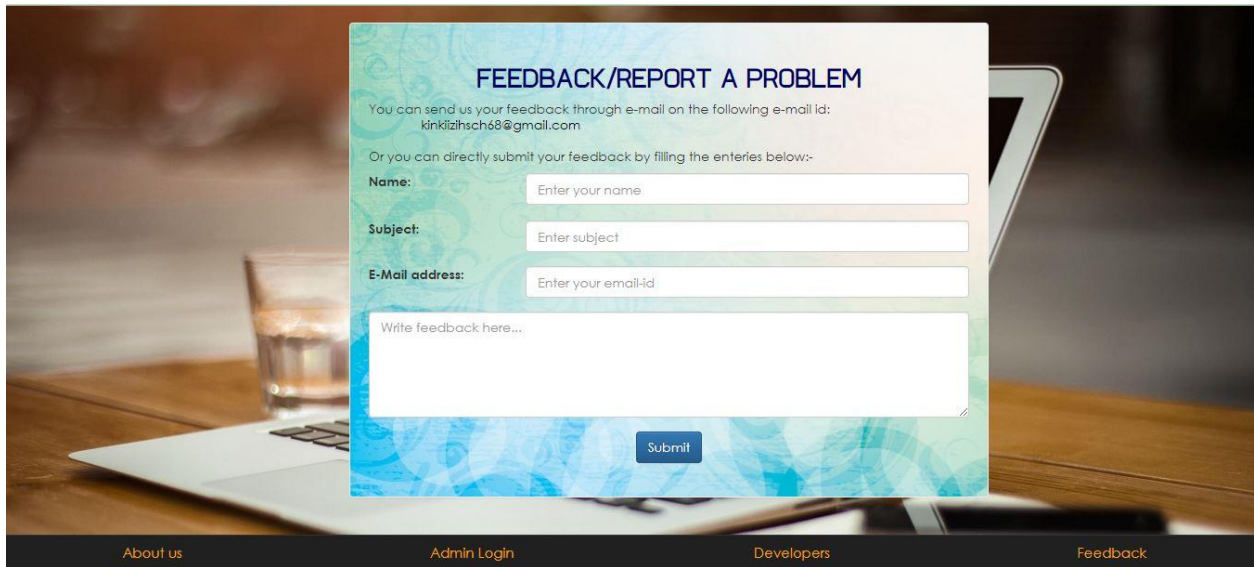 FEEDBACK/REPORT A PROBLEM
You can send us your feedback through e-mail on the following e-mail id:
kinkiizihsch68@gmail.com
Or you can directly submit your feedback by filling the enteries below:-
Name:
Enter your name
Subject:
Enter subject
E-Mail address:
Enter your email-id
Write feedback here...
Submit
About us
Admin Login
Developers
Feedback